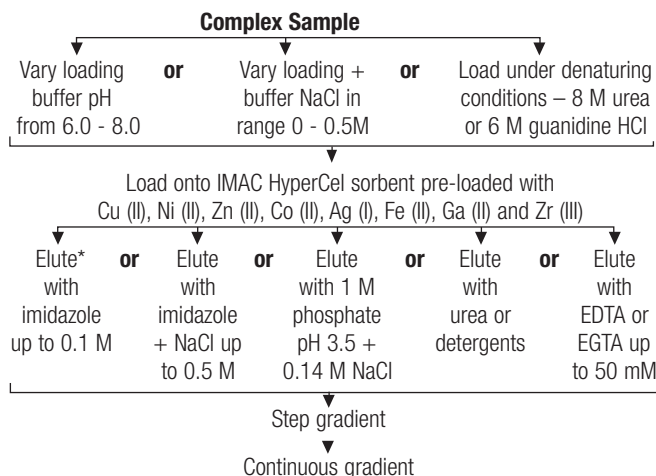 Complex Sample
Vary loading
buffer pH
from 6.0 - 8.0
or
Vary loading +
buffer NaCl in
range 0 - 0.5M
or
Load under denaturing
conditions – 8 M urea
or 6 M guanidine HCl
Load onto IMAC HyperCel sorbent pre-loaded with
Cu (II), Ni (II), Zn (II), Co (II), Ag (I), Fe (II), Ga (II) and Zr (III)
Elute*
with
imidazole
up to 0.1 M
or
Elute
with
imidazole
+ NaCl up
to 0.5 M
or
Elute
with 1 M
phosphate
pH 3.5 +
0.14 M NaCl
or
Elute
with
urea or
detergents
or
Elute
with
EDTA or
EGTA up
to 50 mM
Step gradient
Continuous gradient